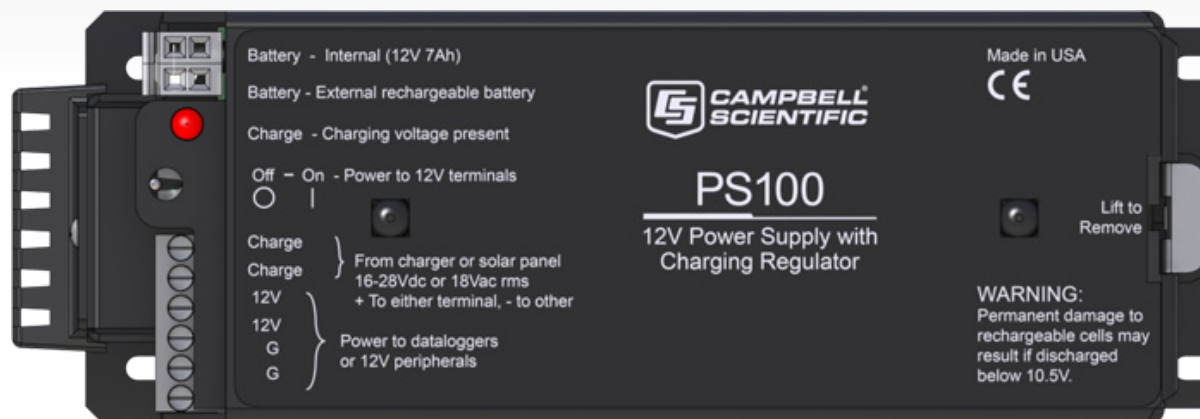 Battery - Internal (12V 7Ah)
Battery - External rechargeable battery
Charge - Charging voltage present
Off - On - Power to 12V terminals
Charge
Charge
From charger or solar panel
16-28Vdc or 18Vac rms
+ To either terminal, - to other
12V
12V
G
G
Power to dataloggers
or 12V peripherals
CAMPBELL
SCIENTIFIC
PS100
12V Power Supply with
Charging Regulator
Made in USA
CE
Lift to
Remove
WARNING:
Permanent damage to
rechargeable cells may
result if discharged
below 10.5V.